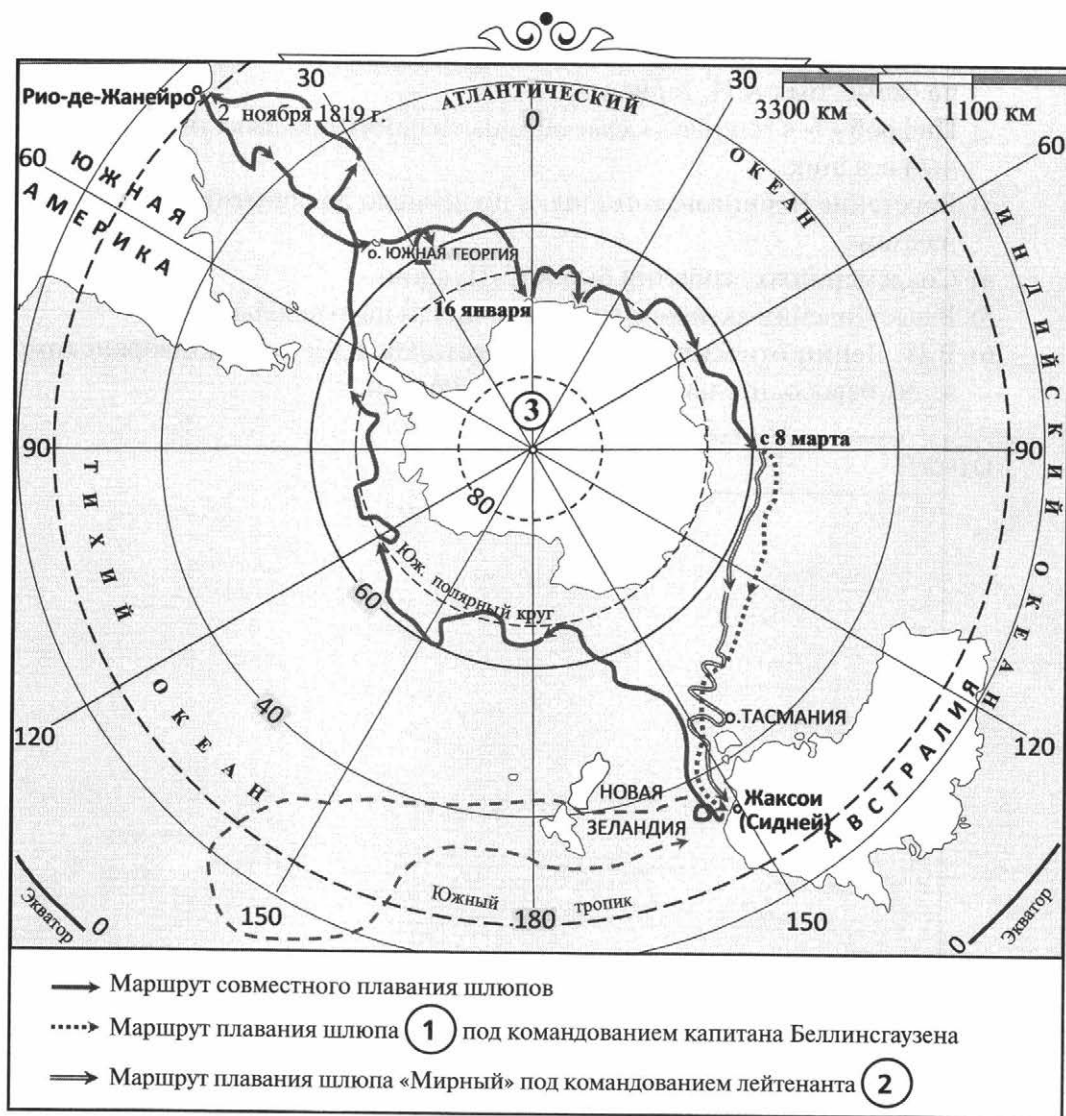 30
30
3300 км
1100 км
АТЛАНТИЧЕСКИЙ
ОКЕАН
0
Рио-де-Жанейро
2 ноября 1819 г.
60
60
ЮЖНАЯ
АМЕРИКА
ИНДИЙСКИЙ ОКЕАН
о. ЮЖНАЯ ГЕОРГИЯ
16 января
3
с 8 марта
90
90
80
ТИХИЙ
ОКЕАН
Юж. полярный круг
60
40
о.ТАСМАНИЯ
120
120
НОВАЯ
ЗЕЛАНДИЯ
Жаксои
(Сидней)
АВСТРАЛИЯ
Южный тропик
Экватор
0
150
180
150
0
Экватор
Маршрут совместного плавания шлюпов
Маршрут плавания шлюпа 1 под командованием капитана Беллинсгаузена
Маршрут плавания шлюпа «Мирный» под командованием лейтенанта 2